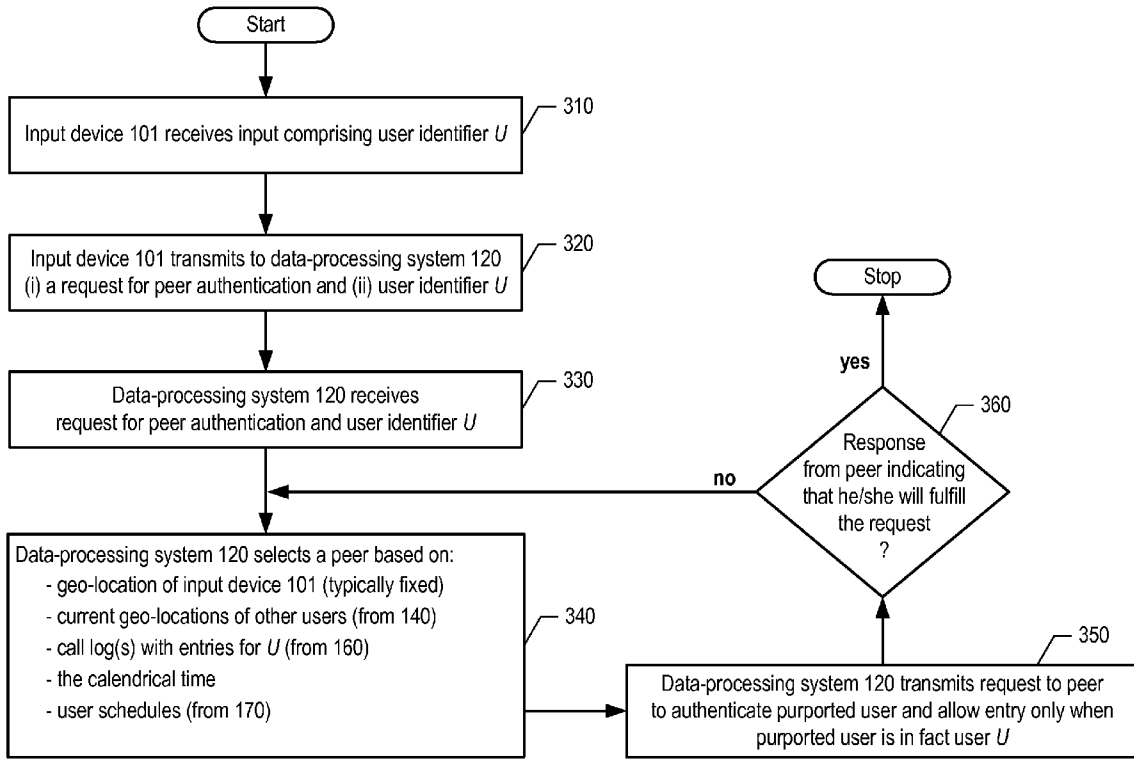 Start
310
Input device 101 receives input comprising user identifier U
320
Input device 101 transmits to data-processing system 120
(i) a request for peer authentication and (ii) user identifier U
330
Data-processing system 120 receives
request for peer authentication and user identifier U
340
Data-processing system 120 selects a peer based on:
- geo-location of input device 101 (typically fixed)
- current geo-locations of other users (from 140)
- call log(s) with entries for U (from 160)
- the calendrical time
- user schedules (from 170)
350
Data-processing system 120 transmits request to peer
to authenticate purported user and allow entry only when
purported user is in fact user U
360
Response
from peer indicating
that he/she will fulfill
the request
?
no
yes
Stop